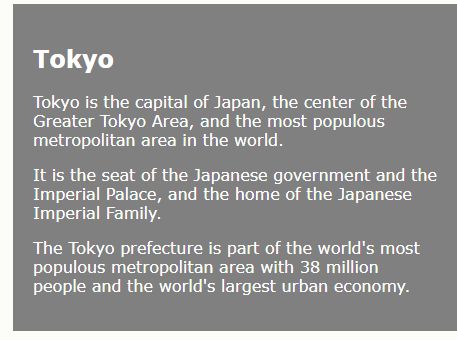 Tokyo
Tokyo is the capital of Japan, the center of the
Greater Tokyo Area, and the most populous
metropolitan area in the world.
It is the seat of the Japanese government and the
Imperial Palace, and the home of the Japanese
Imperial Family.
The Tokyo prefecture is part of the world's most
populous metropolitan area with 38 million
people and the world's largest urban economy.